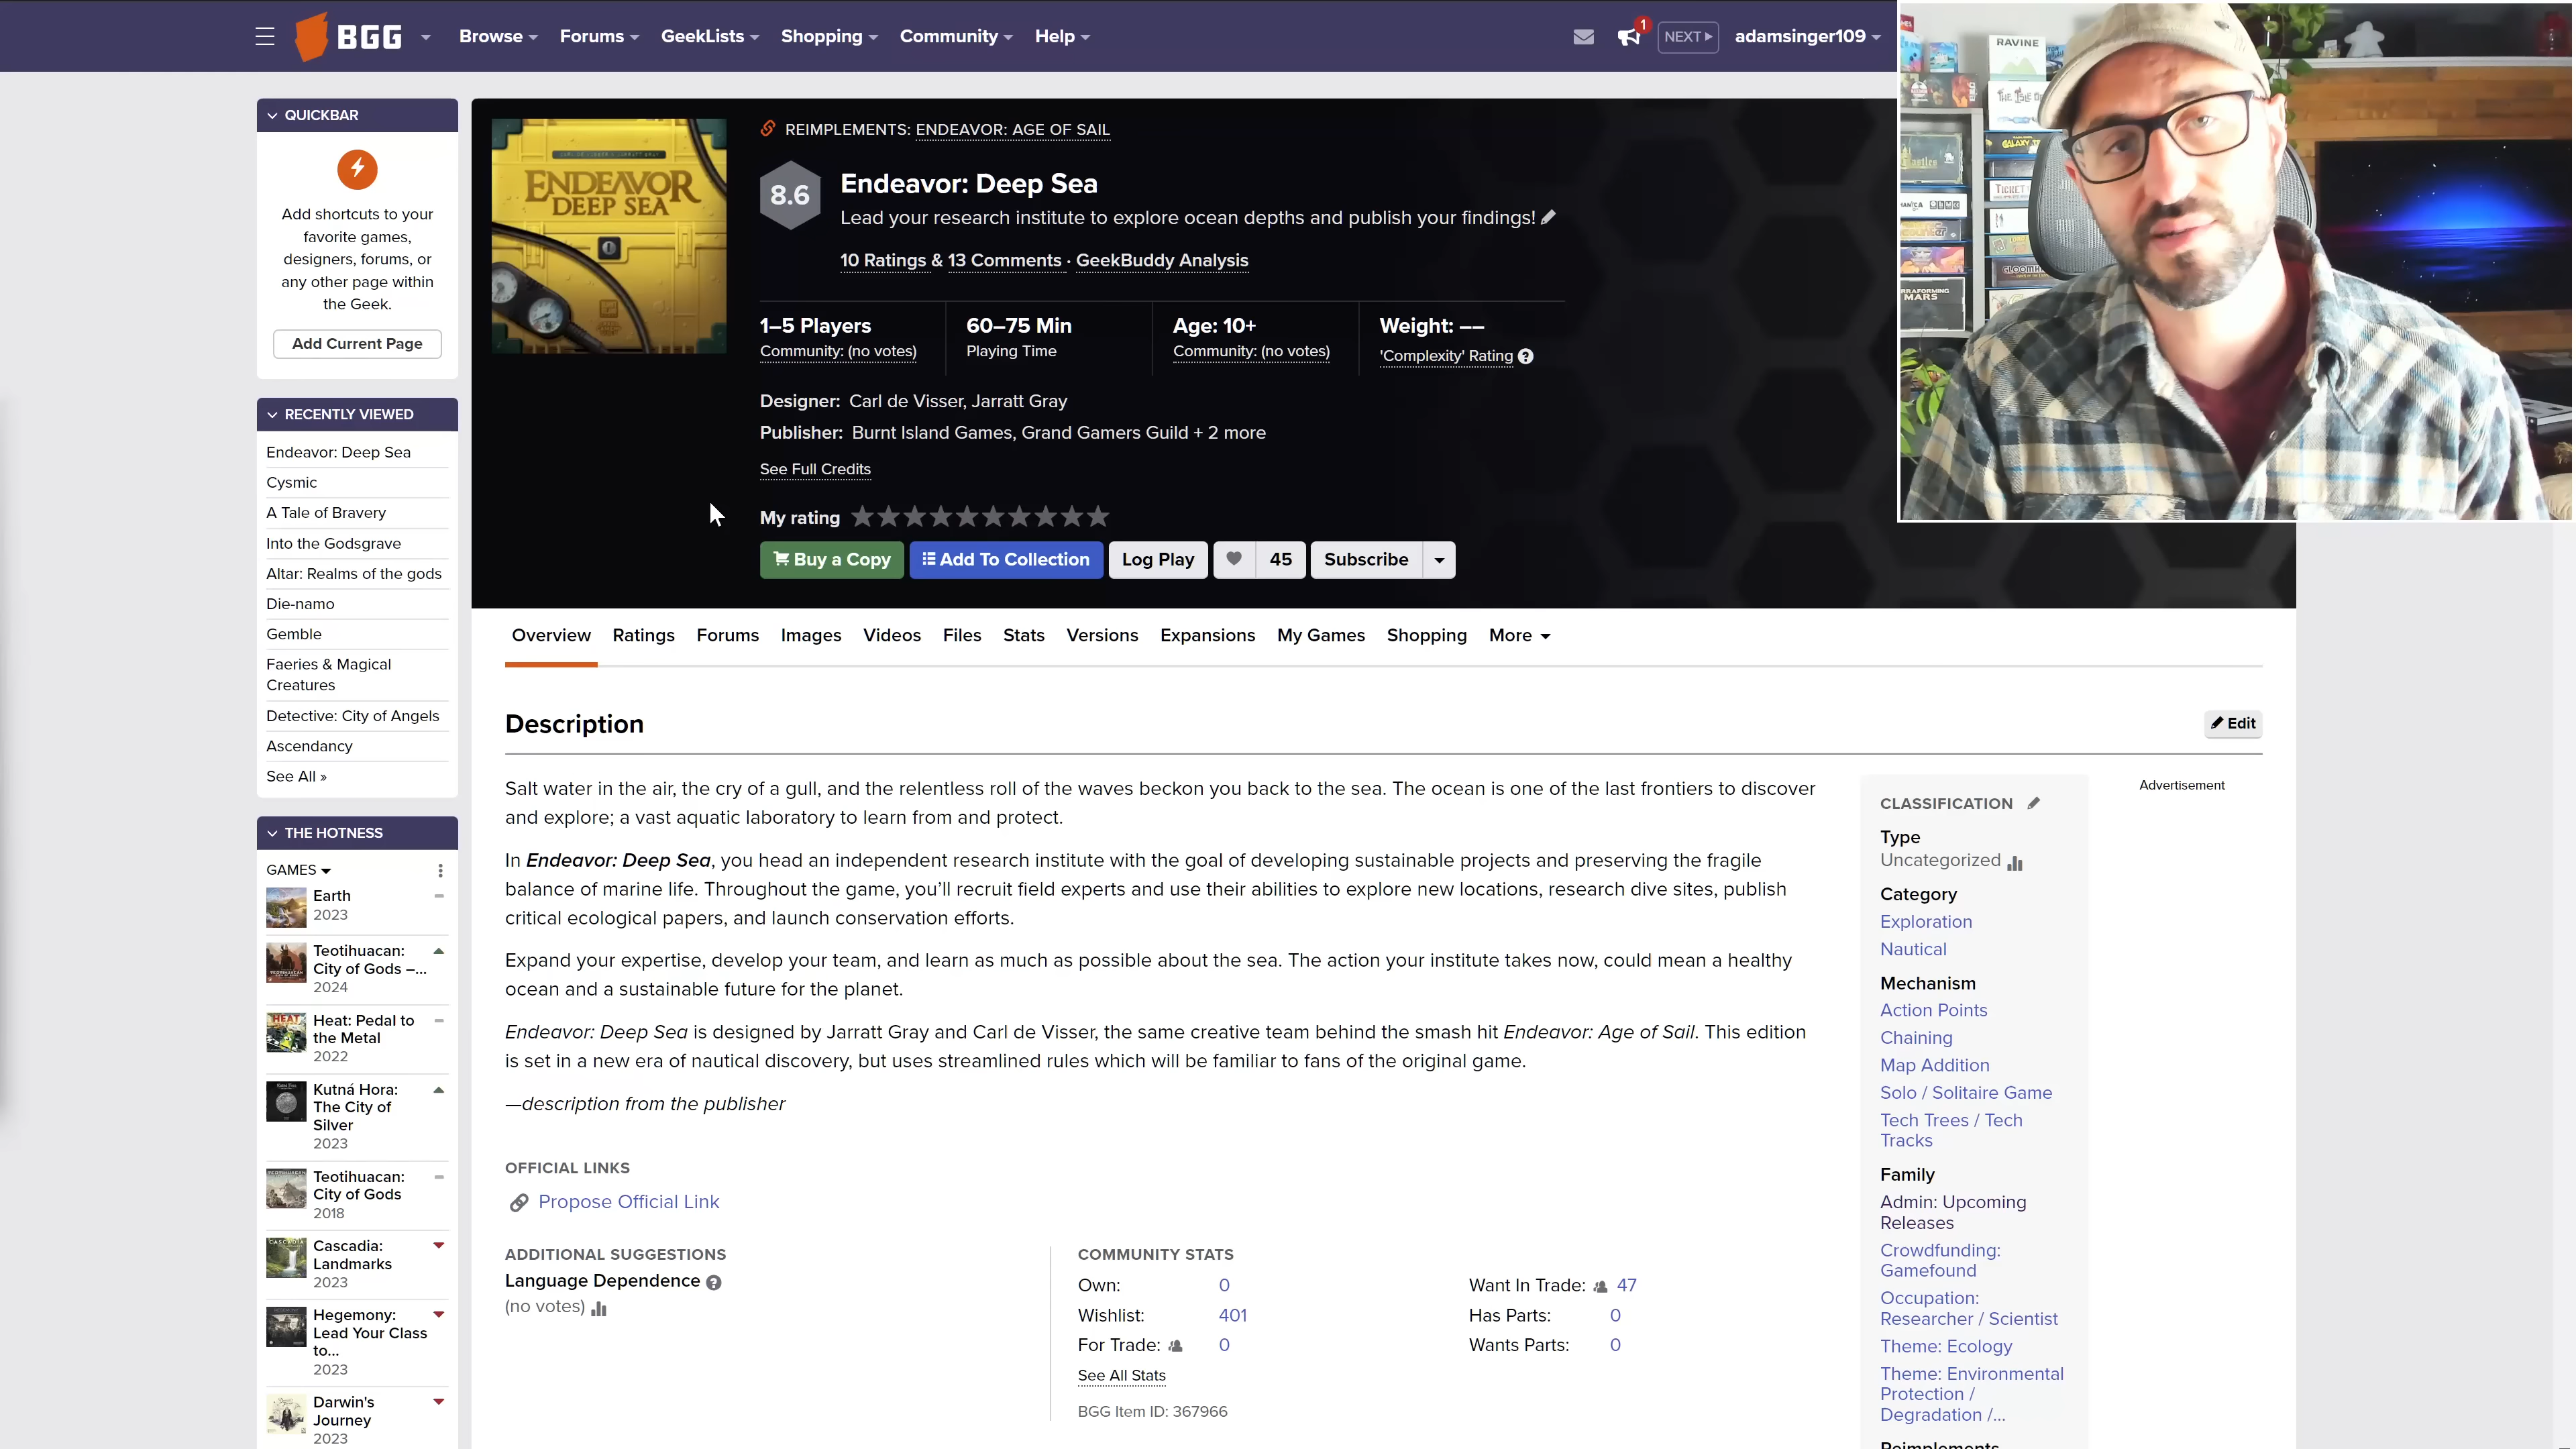 BGG
Browse
Forums
GeekLists
Shopping
Community
Help
1
NEXT
adamsinger109
QUICKBAR
Add shortcuts to your
favorite games,
designers, forums, or
any other page within
the Geek.
Add Current Page
RECENTLY VIEWED
Endeavor: Deep Sea
Cysmic
A Tale of Bravery
Into the Godsgrave
Altar: Realms of the gods
Die-namo
Gemble
Faeries & Magical
Creatures
Detective: City of Angels
Ascendancy
See All »
THE HOTNESS
GAMES
Earth
2023
Teotihuacan:
City of Gods –...
2024
HEAT
Heat: Pedal to
the Metal
2022
Kutná Hora:
The City of
Silver
2023
Teotihuacan:
City of Gods
2018
CASCADIA
Cascadia:
Landmarks
2023
Hegemony:
Lead Your Class
to...
2023
Darwin's
Journey
2023
ENDEAVOR
DEEP SEA
REIMPLEMENTS: ENDEAVOR: AGE OF SAIL
8.6
Endeavor: Deep Sea
Lead your research institute to explore ocean depths and publish your findings!
10 Ratings & 13 Comments · GeekBuddy Analysis
1–5 Players
Community: (no votes)
60–75 Min
Playing Time
Age: 10+
Community: (no votes)
Weight: ––
'Complexity' Rating ?
Designer: Carl de Visser, Jarratt Gray
Publisher: Burnt Island Games, Grand Gamers Guild + 2 more
See Full Credits
My rating
Buy a Copy
Add To Collection
Log Play
45
Subscribe
RAVINE
THE ISLE OF
TICKET
MARS
Overview
Ratings
Forums
Images
Videos
Files
Stats
Versions
Expansions
My Games
Shopping
More
Description
Edit
Salt water in the air, the cry of a gull, and the relentless roll of the waves beckon you back to the sea. The ocean is one of the last frontiers to discover
and explore; a vast aquatic laboratory to learn from and protect.
In Endeavor: Deep Sea, you head an independent research institute with the goal of developing sustainable projects and preserving the fragile
balance of marine life. Throughout the game, you’ll recruit field experts and use their abilities to explore new locations, research dive sites, publish
critical ecological papers, and launch conservation efforts.
Expand your expertise, develop your team, and learn as much as possible about the sea. The action your institute takes now, could mean a healthy
ocean and a sustainable future for the planet.
Endeavor: Deep Sea is designed by Jarratt Gray and Carl de Visser, the same creative team behind the smash hit Endeavor: Age of Sail. This edition
is set in a new era of nautical discovery, but uses streamlined rules which will be familiar to fans of the original game.
—description from the publisher
OFFICIAL LINKS
Propose Official Link
ADDITIONAL SUGGESTIONS
Language Dependence ?
(no votes)
COMMUNITY STATS
Own: 0
Wishlist: 401
For Trade: 0
Want In Trade: 47
Has Parts: 0
Wants Parts: 0
See All Stats
BGG Item ID: 367966
CLASSIFICATION
Type
Uncategorized
Category
Exploration
Nautical
Mechanism
Action Points
Chaining
Map Addition
Solo / Solitaire Game
Tech Trees / Tech
Tracks
Family
Admin: Upcoming
Releases
Crowdfunding:
Gamefound
Occupation:
Researcher / Scientist
Theme: Ecology
Theme: Environmental
Protection /
Degradation /...
Reimplements
Advertisement